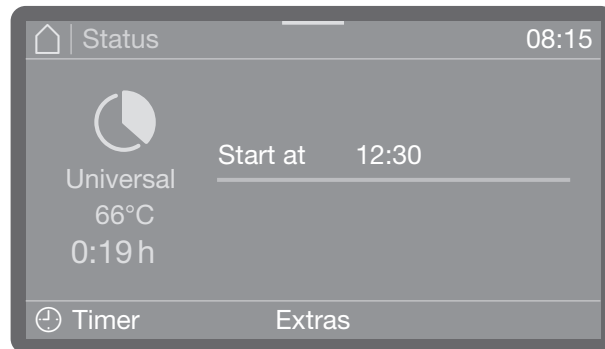 Status 08:15
Start at 12:30
Universal
66°C
0:19 h
Timer Extras